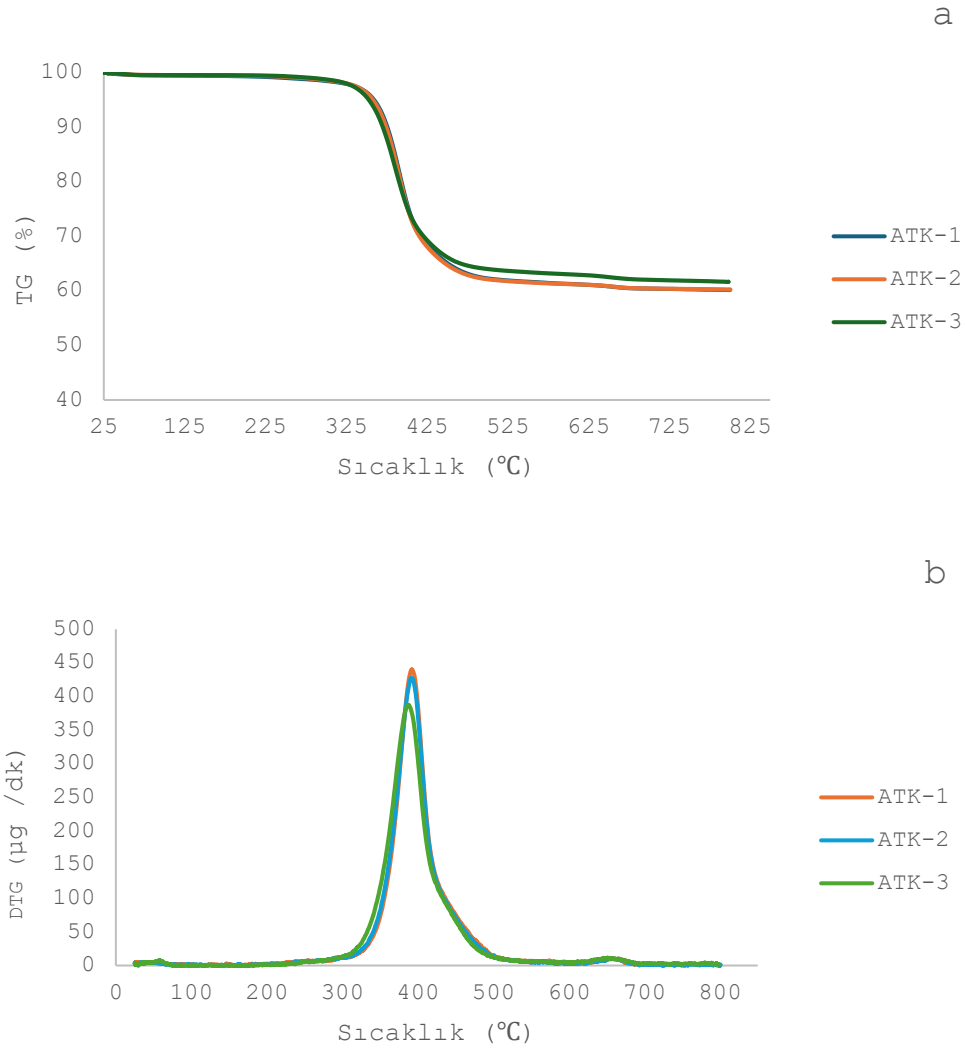 a
100
90
80
70
60
50
40
TG (%)
25 125 225 325 425 525 625 725 825
Sıcaklık (℃)
ATK-1
ATK-2
ATK-3
b
500
450
400
350
300
250
200
150
100
50
0
DTG (µg /dk)
0 100 200 300 400 500 600 700 800
Sıcaklık (℃)
ATK-1
ATK-2
ATK-3